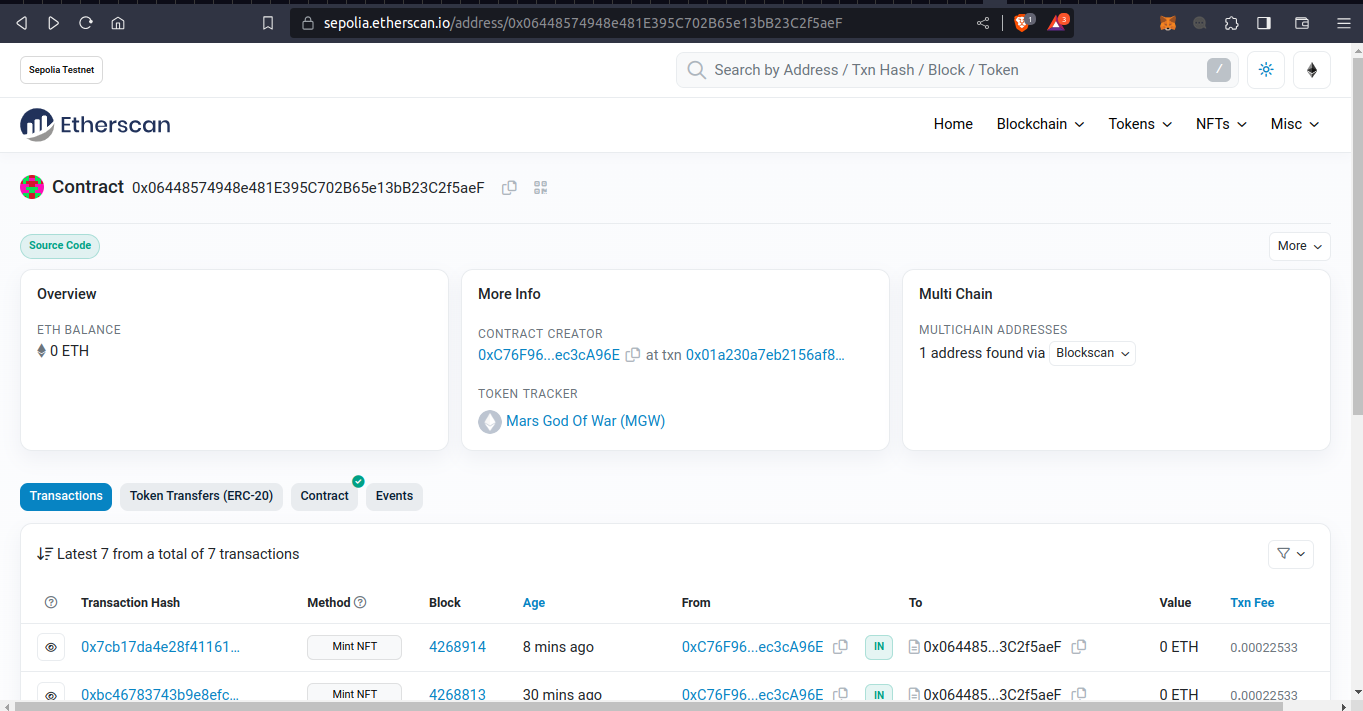 sepolia.etherscan.io/address/0x06448574948e481E395C702B65e13bB23C2f5aeF 1 3
Sepolia Testnet Search by Address / Txn Hash / Block / Token /
Etherscan Home Blockchain Tokens NFTs Misc
Contract 0x06448574948e481E395C702B65e13bB23C2f5aeF
Source Code More
Overview
ETH BALANCE
0 ETH
More Info
CONTRACT CREATOR
0xC76F96...ec3cA96E at txn 0x01a230a7eb2156af8...
TOKEN TRACKER
Mars God Of War (MGW)
Multi Chain
MULTICHAIN ADDRESSES
1 address found via Blockscan
Transactions Token Transfers (ERC-20) Contract Events
Latest 7 from a total of 7 transactions
Transaction Hash Method Block Age From To Value Txn Fee
0x7cb17da4e28f41161... Mint NFT 4268914 8 mins ago 0xC76F96...ec3cA96E IN 0x064485...3C2f5aeF 0 ETH 0.00022533
0xbc46783743b9e8efc... Mint NFT 4268813 30 mins ago 0xC76F96...ec3cA96E IN 0x064485...3C2f5aeF 0 ETH 0.00022533